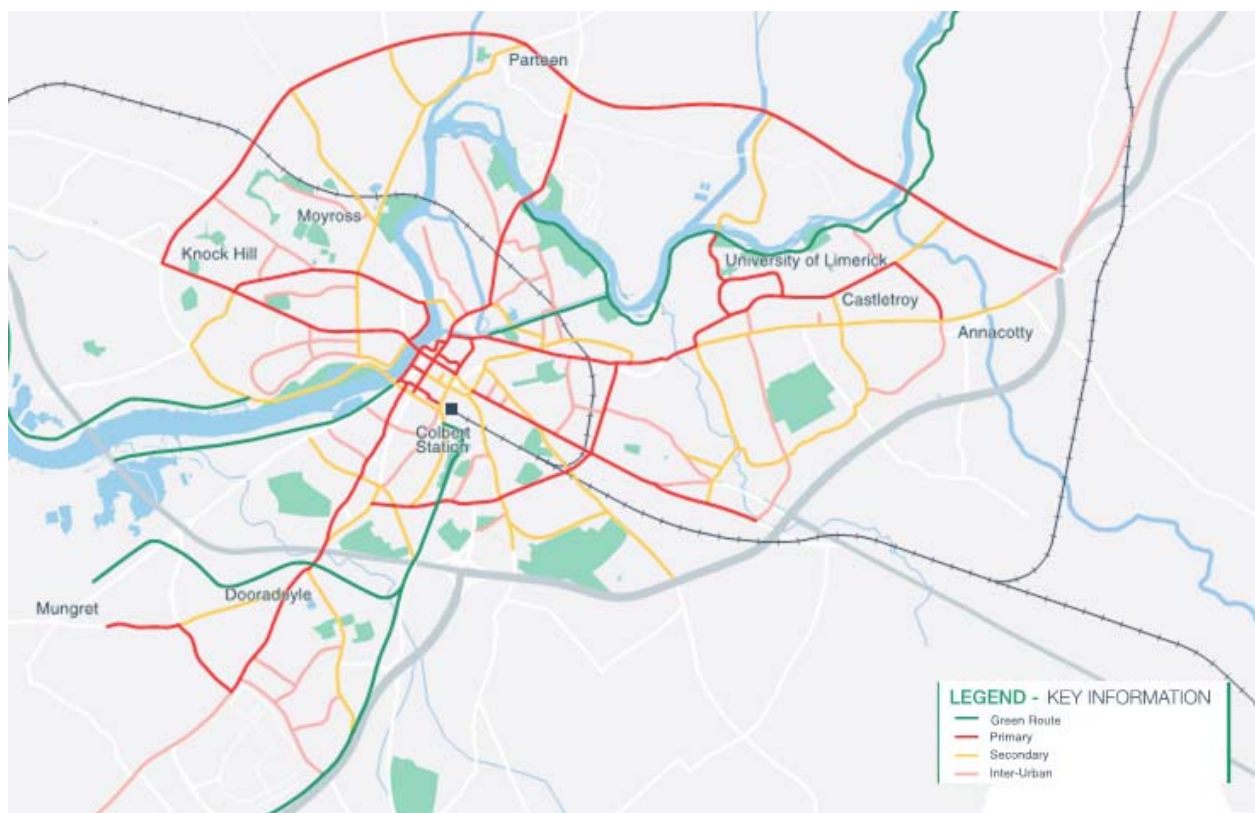 Parteen
Moyross
Knock Hill
University of Limerick
Castletroy
Annacotty
Colbert
Station
Dooradoyle
Mungret
LEGEND - KEY INFORMATION
Green Route
Primary
Secondary
Inter-Urban